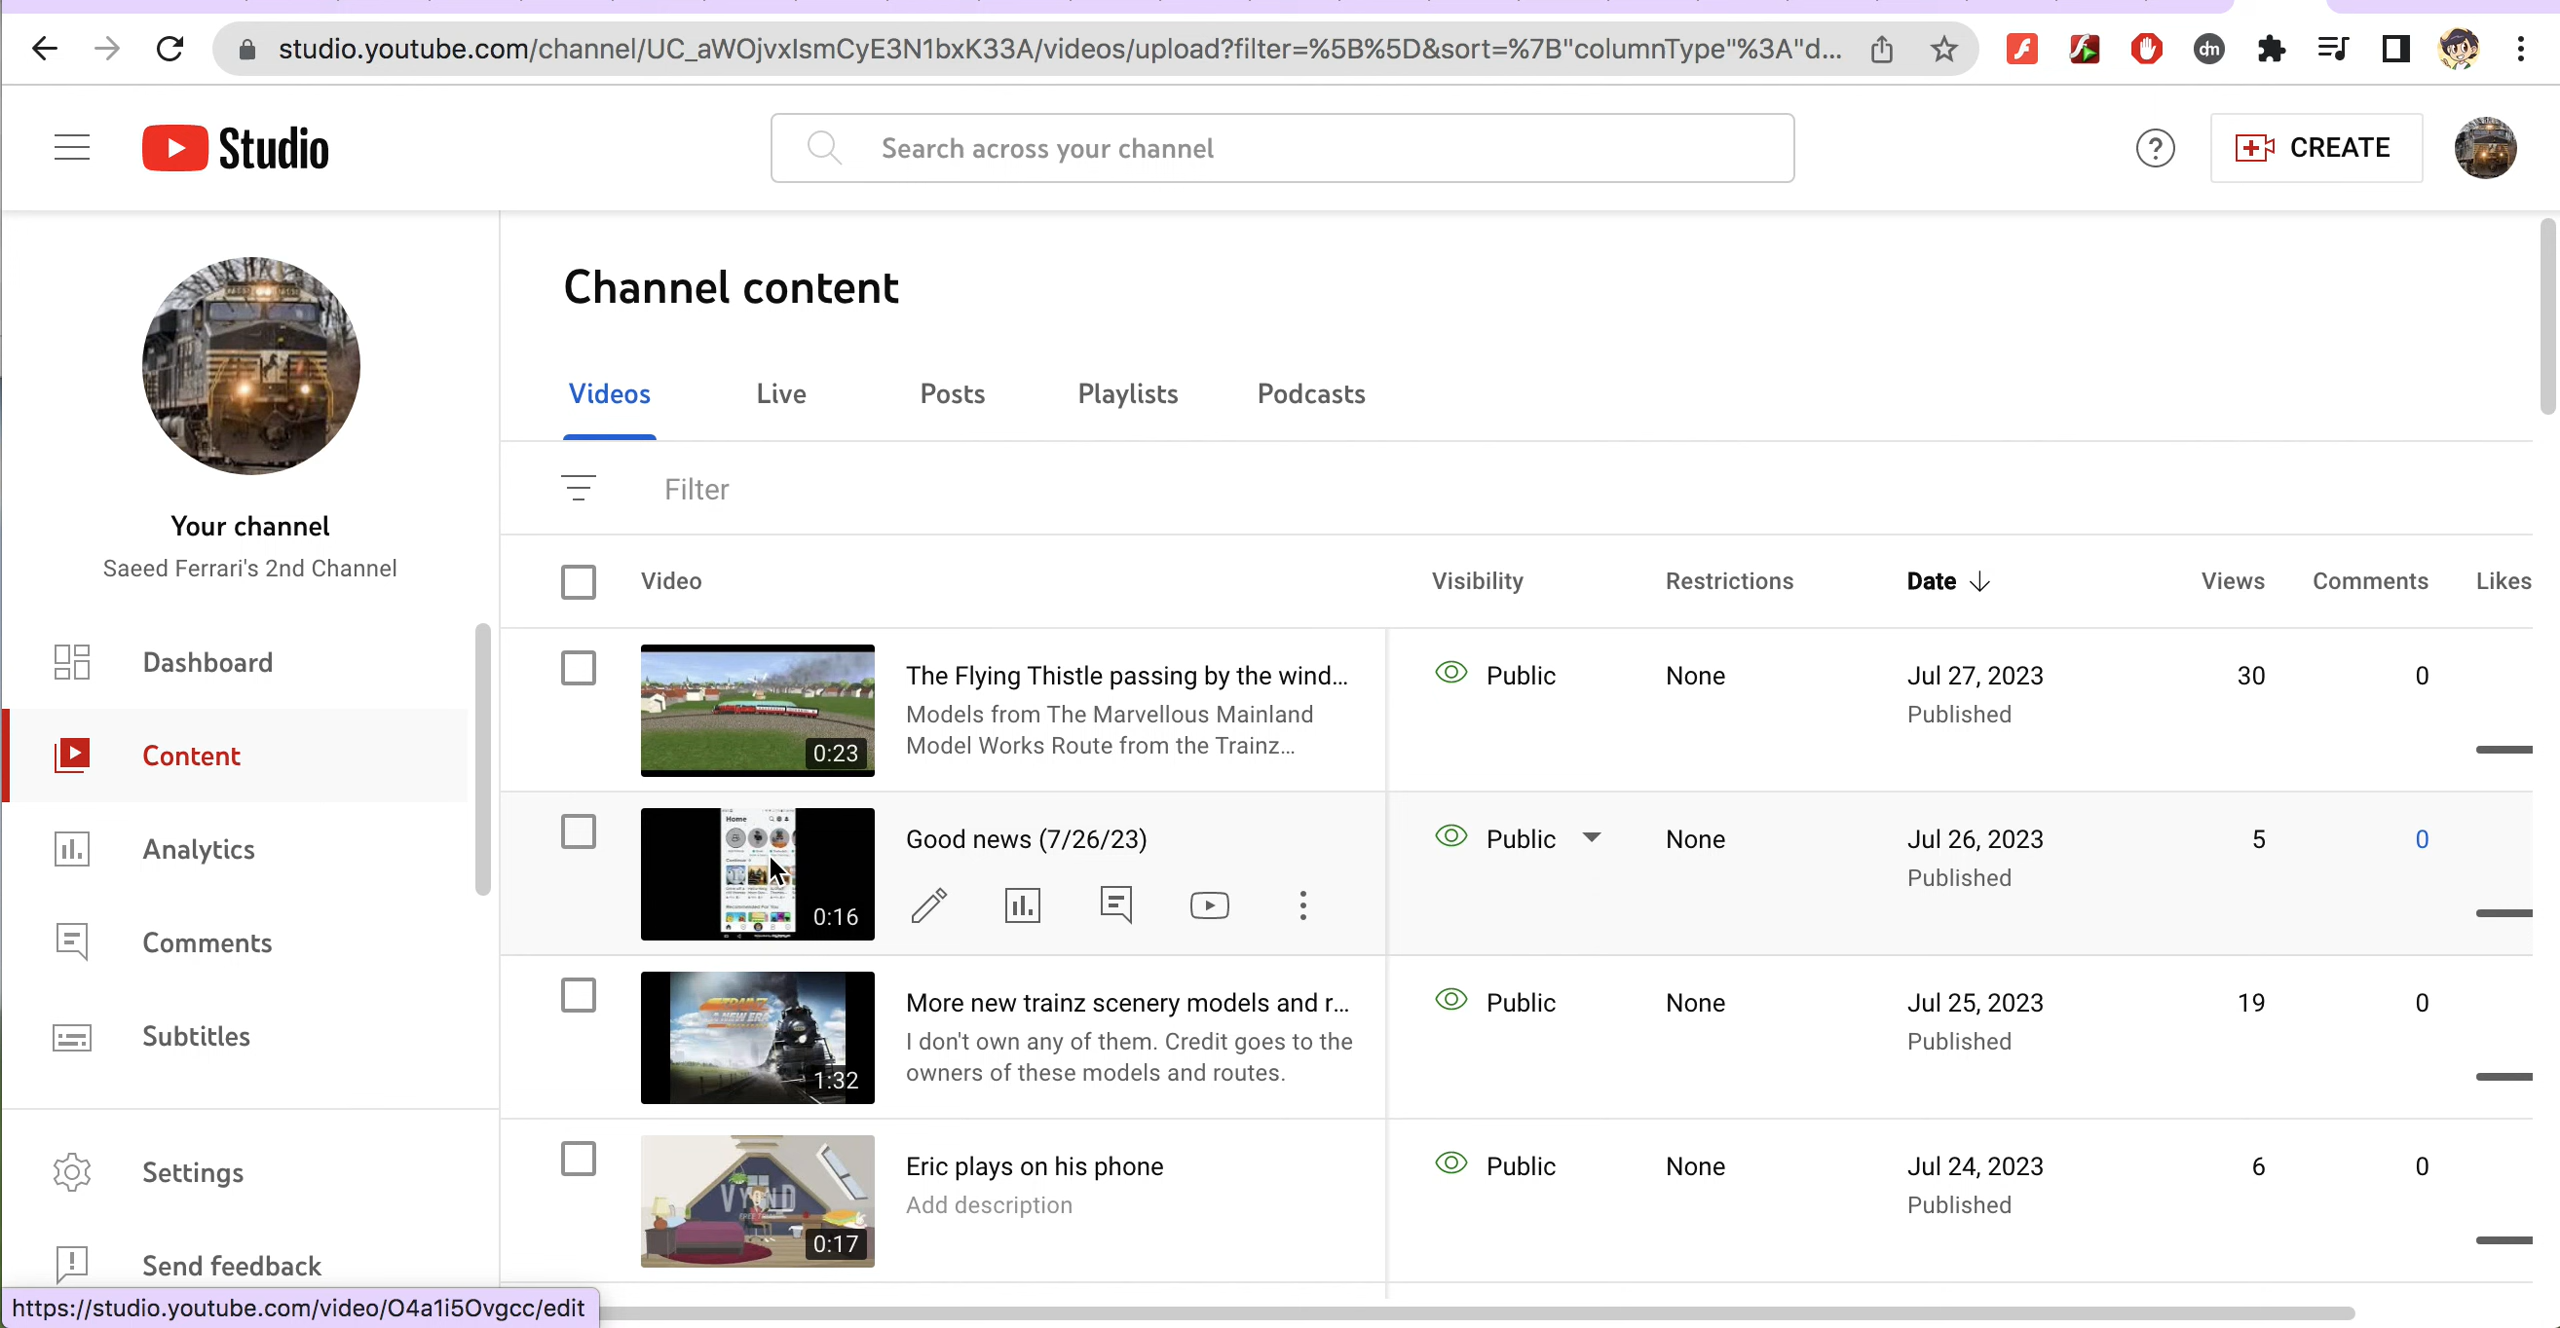 studio.youtube.com/channel/UC_aWOjvxIsmCyE3N1bxK33A/videos/upload?filter=%5B%5D&sort=%7B"columnType"%3A"d...
dm
Studio
Search across your channel
CREATE
Your channel
Saeed Ferrari's 2nd Channel
Dashboard
Content
Analytics
Comments
Subtitles
Settings
Send feedback
Channel content
Videos Live Posts Playlists Podcasts
Filter
Video Visibility Restrictions Date Views Comments Likes
0:23
The Flying Thistle passing by the wind...
Models from The Marvellous Mainland
Model Works Route from the Trainz...
Public None Jul 27, 2023 30 0
Published
Home
0:16
Good news (7/26/23)
Public None Jul 26, 2023 5 0
Published
TRAINZ
A NEW ERA
1:32
More new trainz scenery models and r...
I don't own any of them. Credit goes to the
owners of these models and routes.
Public None Jul 25, 2023 19 0
Published
VYOND
0:17
Eric plays on his phone
Add description
Public None Jul 24, 2023 6 0
Published
https://studio.youtube.com/video/O4a1i5Ovgcc/edit